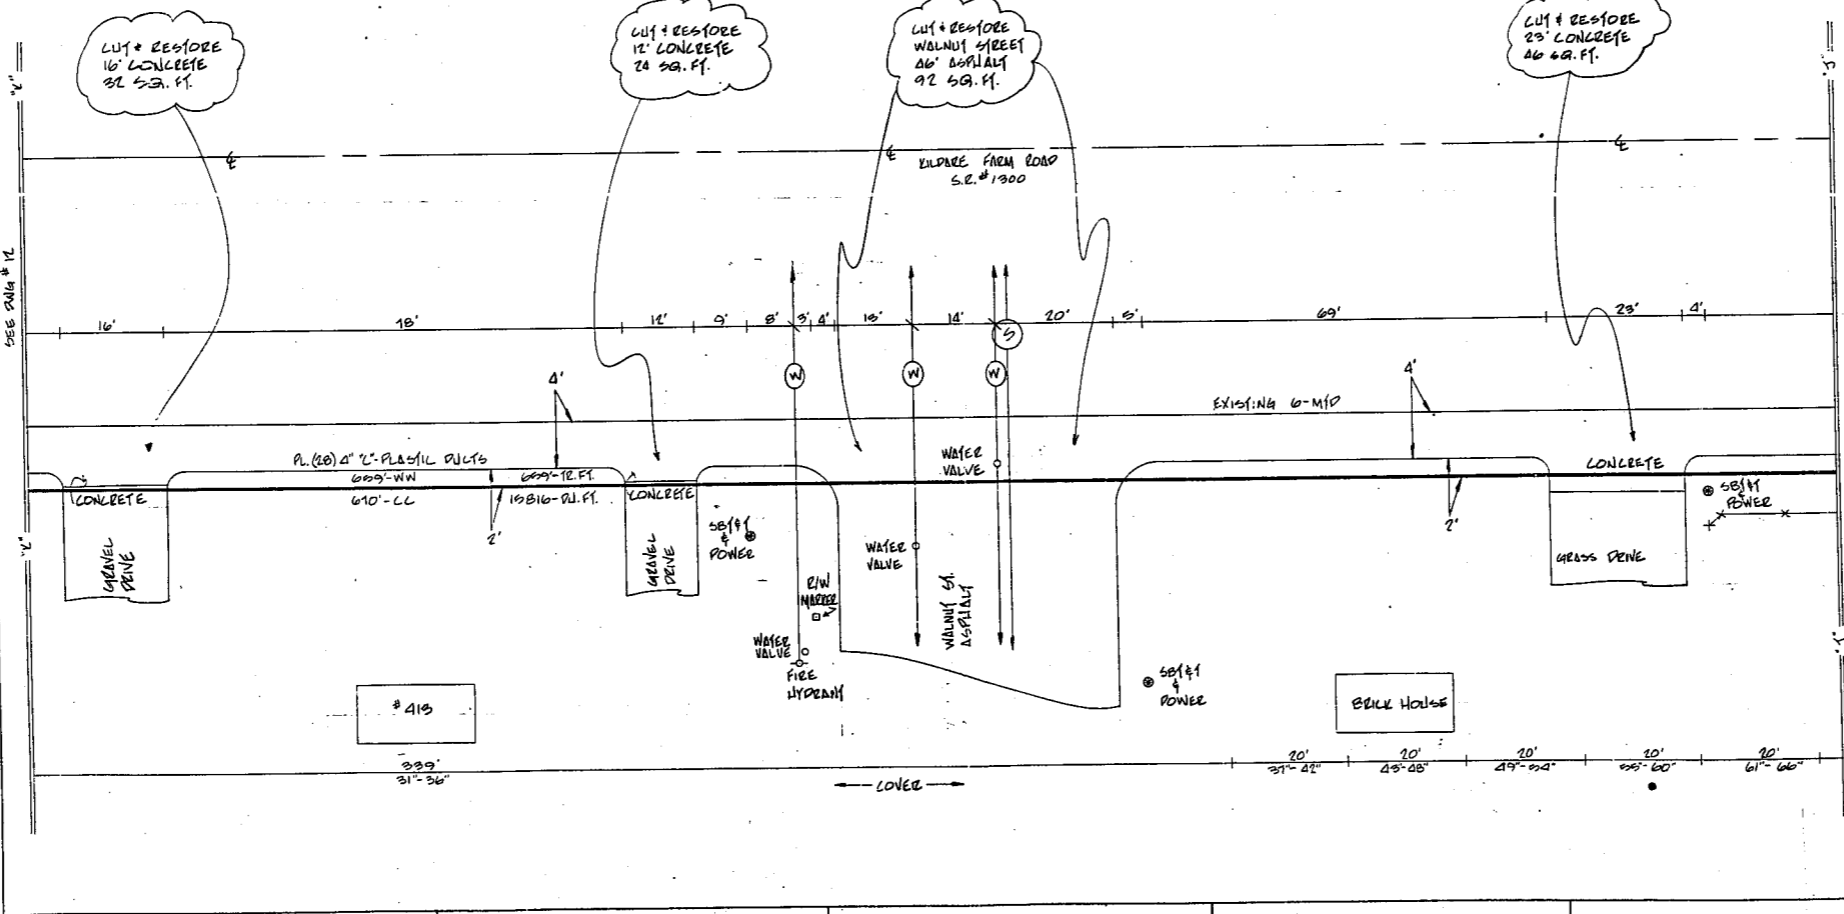 CUT & RESTORE
16' CONCRETE
32 SQ. FT.
CUT & RESTORE
12' CONCRETE
24 SQ. FT.
CUT & RESTORE
WALNUT STREET
46' ASPHALT
92 SQ. FT.
CUT & RESTORE
23' CONCRETE
46 SQ. FT.
SEE DWG # 12
℄
℄
℄
KILDARE FARM ROAD
S.R. # 1300
16'
12'
9'
8'
3'
4'
13'
14'
20'
5'
69'
23'
4'
S
W
W
W
4'
4'
EXISTING 6-MTD
PL. (28) 4" "C"-PLASTIC DUCTS
659'-WW
659'-TR.FT.
670'-CC
15816-DU.FT.
2'
2'
CONCRETE
CONCRETE
CONCRETE
GRAVEL
DRIVE
GRAVEL
DRIVE
GRASS DRIVE
SBT&T
&
POWER
SBT&T
&
POWER
SBT&T
&
POWER
WATER
VALVE
WATER
VALVE
WATER
VALVE
R/W
MARKER
WALNUT ST.
ASPHALT
FIRE
HYDRANT
# 413
BRICK HOUSE
339'
31"-36"
COVER
20'
37"-42"
20'
43"-48"
20'
49"-54"
20'
55"-60"
20'
61"-66"